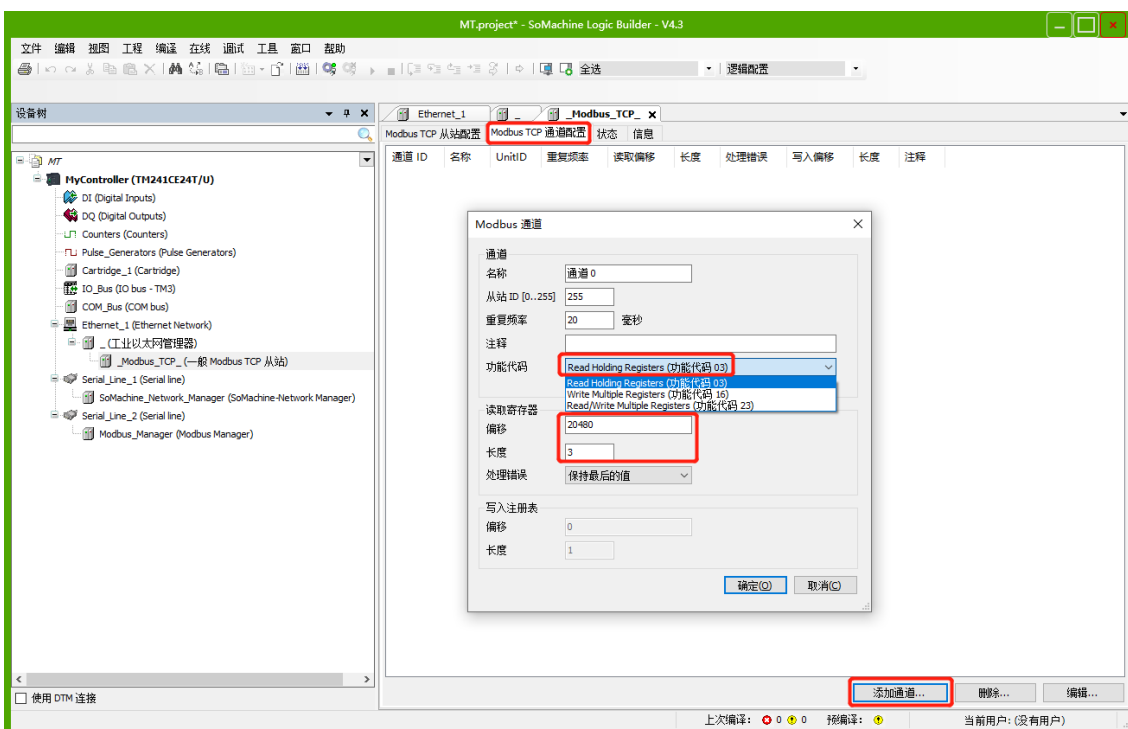 MT.project* - SoMachine Logic Builder - V4.3
文件 编辑 视图 工程 编译 在线 调试 工具 窗口 帮助
全选 逻辑配置
设备树
MT
MyController (TM241CE24T/U)
DI (Digital Inputs)
DQ (Digital Outputs)
Counters (Counters)
Pulse_Generators (Pulse Generators)
Cartridge_1 (Cartridge)
IO_Bus (IO bus - TM3)
COM_Bus (COM bus)
Ethernet_1 (Ethernet Network)
_ (工业以太网管理器)
_Modbus_TCP_ (一般 Modbus TCP 从站)
Serial_Line_1 (Serial line)
SoMachine_Network_Manager (SoMachine-Network Manager)
Serial_Line_2 (Serial line)
Modbus_Manager (Modbus Manager)
使用 DTM 连接
Ethernet_1 _ _Modbus_TCP_ x
Modbus TCP 从站配置 Modbus TCP 通道配置 状态 信息
通道 ID 名称 UnitID 重复频率 读取偏移 长度 处理错误 写入偏移 长度 注释
Modbus 通道
通道
名称 通道 0
从站 ID [0..255] 255
重复频率 20 毫秒
注释
功能代码 Read Holding Registers (功能代码 03)
Read Holding Registers (功能代码 03)
Write Multiple Registers (功能代码 16)
Read/Write Multiple Registers (功能代码 23)
读取寄存器
偏移 20480
长度 3
处理错误 保持最后的值
写入注册表
偏移 0
长度 1
确定(O) 取消(C)
添加通道... 删除... 编辑...
上次编译: 0 0 预编译: 当前用户: (没有用户)